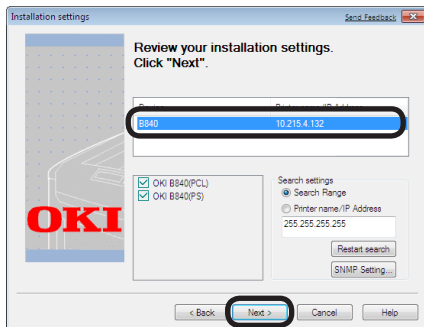 Installation settings
Send Feedback
Review your installation settings.
Click "Next".
B840 10.215.4.132
OKI B840(PCL)
OKI B840(PS)
Search settings
Search Range
Printer name/IP Address
255.255.255.255
Restart search
SNMP Setting...
OKI
< Back Next > Cancel Help